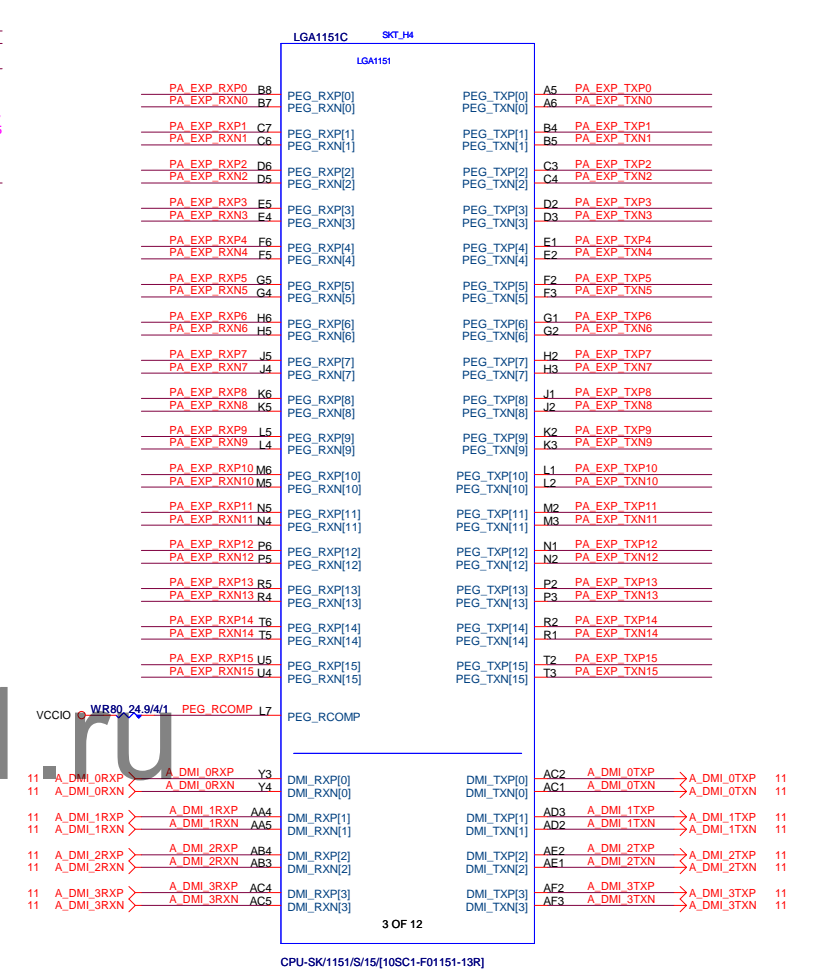 LGA1151C SKT_H4
LGA1151
PA_EXP_RXP0 B8 PEG_RXP[0] PEG_TXP[0] A5 PA_EXP_TXP0
PA_EXP_RXN0 B7 PEG_RXN[0] PEG_TXN[0] A6 PA_EXP_TXN0
PA_EXP_RXP1 C7 PEG_RXP[1] PEG_TXP[1] B4 PA_EXP_TXP1
PA_EXP_RXN1 C6 PEG_RXN[1] PEG_TXN[1] B5 PA_EXP_TXN1
PA_EXP_RXP2 D6 PEG_RXP[2] PEG_TXP[2] C3 PA_EXP_TXP2
PA_EXP_RXN2 D5 PEG_RXN[2] PEG_TXN[2] C4 PA_EXP_TXN2
PA_EXP_RXP3 E5 PEG_RXP[3] PEG_TXP[3] D2 PA_EXP_TXP3
PA_EXP_RXN3 E4 PEG_RXN[3] PEG_TXN[3] D3 PA_EXP_TXN3
PA_EXP_RXP4 F6 PEG_RXP[4] PEG_TXP[4] E1 PA_EXP_TXP4
PA_EXP_RXN4 F5 PEG_RXN[4] PEG_TXN[4] E2 PA_EXP_TXN4
PA_EXP_RXP5 G5 PEG_RXP[5] PEG_TXP[5] F2 PA_EXP_TXP5
PA_EXP_RXN5 G4 PEG_RXN[5] PEG_TXN[5] F3 PA_EXP_TXN5
PA_EXP_RXP6 H6 PEG_RXP[6] PEG_TXP[6] G1 PA_EXP_TXP6
PA_EXP_RXN6 H5 PEG_RXN[6] PEG_TXN[6] G2 PA_EXP_TXN6
PA_EXP_RXP7 J5 PEG_RXP[7] PEG_TXP[7] H2 PA_EXP_TXP7
PA_EXP_RXN7 J4 PEG_RXN[7] PEG_TXN[7] H3 PA_EXP_TXN7
PA_EXP_RXP8 K6 PEG_RXP[8] PEG_TXP[8] J1 PA_EXP_TXP8
PA_EXP_RXN8 K5 PEG_RXN[8] PEG_TXN[8] J2 PA_EXP_TXN8
PA_EXP_RXP9 L5 PEG_RXP[9] PEG_TXP[9] K2 PA_EXP_TXP9
PA_EXP_RXN9 L4 PEG_RXN[9] PEG_TXN[9] K3 PA_EXP_TXN9
PA_EXP_RXP10 M6 PEG_RXP[10] PEG_TXP[10] L1 PA_EXP_TXP10
PA_EXP_RXN10 M5 PEG_RXN[10] PEG_TXN[10] L2 PA_EXP_TXN10
PA_EXP_RXP11 N5 PEG_RXP[11] PEG_TXP[11] M2 PA_EXP_TXP11
PA_EXP_RXN11 N4 PEG_RXN[11] PEG_TXN[11] M3 PA_EXP_TXN11
PA_EXP_RXP12 P6 PEG_RXP[12] PEG_TXP[12] N1 PA_EXP_TXP12
PA_EXP_RXN12 P5 PEG_RXN[12] PEG_TXN[12] N2 PA_EXP_TXN12
PA_EXP_RXP13 R5 PEG_RXP[13] PEG_TXP[13] P2 PA_EXP_TXP13
PA_EXP_RXN13 R4 PEG_RXN[13] PEG_TXN[13] P3 PA_EXP_TXN13
PA_EXP_RXP14 T6 PEG_RXP[14] PEG_TXP[14] R2 PA_EXP_TXP14
PA_EXP_RXN14 T5 PEG_RXN[14] PEG_TXN[14] R1 PA_EXP_TXN14
PA_EXP_RXP15 U5 PEG_RXP[15] PEG_TXP[15] T2 PA_EXP_TXP15
PA_EXP_RXN15 U4 PEG_RXN[15] PEG_TXN[15] T3 PA_EXP_TXN15
VCCIO WR80 24.9/4/1 PEG_RCOMP L7 PEG_RCOMP
.ru
11 A_DMI_0RXP A_DMI_0RXP Y3 DMI_RXP[0] DMI_TXP[0] AC2 A_DMI_0TXP A_DMI_0TXP 11
11 A_DMI_0RXN A_DMI_0RXN Y4 DMI_RXN[0] DMI_TXN[0] AC1 A_DMI_0TXN A_DMI_0TXN 11
11 A_DMI_1RXP A_DMI_1RXP AA4 DMI_RXP[1] DMI_TXP[1] AD3 A_DMI_1TXP A_DMI_1TXP 11
11 A_DMI_1RXN A_DMI_1RXN AA5 DMI_RXN[1] DMI_TXN[1] AD2 A_DMI_1TXN A_DMI_1TXN 11
11 A_DMI_2RXP A_DMI_2RXP AB4 DMI_RXP[2] DMI_TXP[2] AE2 A_DMI_2TXP A_DMI_2TXP 11
11 A_DMI_2RXN A_DMI_2RXN AB3 DMI_RXN[2] DMI_TXN[2] AE1 A_DMI_2TXN A_DMI_2TXN 11
11 A_DMI_3RXP A_DMI_3RXP AC4 DMI_RXP[3] DMI_TXP[3] AF2 A_DMI_3TXP A_DMI_3TXP 11
11 A_DMI_3RXN A_DMI_3RXN AC5 DMI_RXN[3] DMI_TXN[3] AF3 A_DMI_3TXN A_DMI_3TXN 11
3 OF 12
CPU-SK/1151/S/15/[10SC1-F01151-13R]